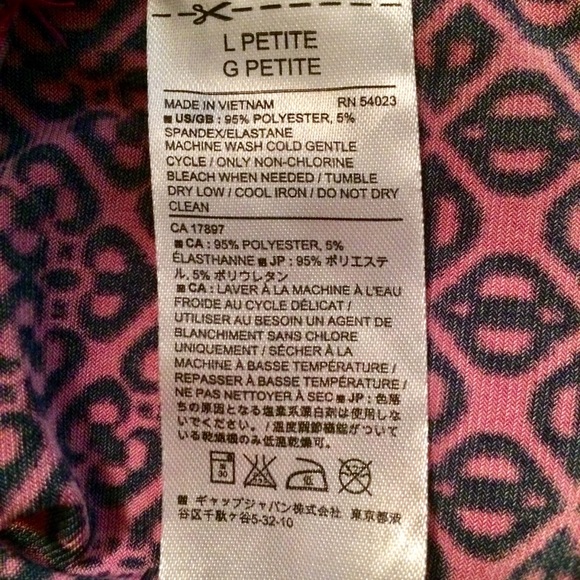 L PETITE
G PETITE
MADE IN VIETNAM RN 54023
US/GB : 95% POLYESTER, 5%
SPANDEX/ELASTANE
MACHINE WASH COLD GENTLE
CYCLE / ONLY NON-CHLORINE
BLEACH WHEN NEEDED / TUMBLE
DRY LOW / COOL IRON / DO NOT DRY
CLEAN
CA 17897
CA : 95% POLYESTER, 5%
ÉLASTHANNE JP : 95% ポリエステ
ル, 5% ポリウレタン
CA : LAVER À LA MACHINE À L'EAU
FROIDE AU CYCLE DÉLICAT /
UTILISER AU BESOIN UN AGENT DE
BLANCHIMENT SANS CHLORE
UNIQUEMENT / SÉCHER À LA
MACHINE À BASSE TEMPÉRATURE /
REPASSER À BASSE TEMPÉRATURE /
NE PAS NETTOYER À SEC JP : 色落
ちの原因となる塩素系漂白剤は使用しな
いでください。 / 温度調節機能がついて
いる乾燥機のみ低温乾燥可。
30 低
ギャップジャパン株式会社 東京都渋
谷区千駄ヶ谷5-32-10